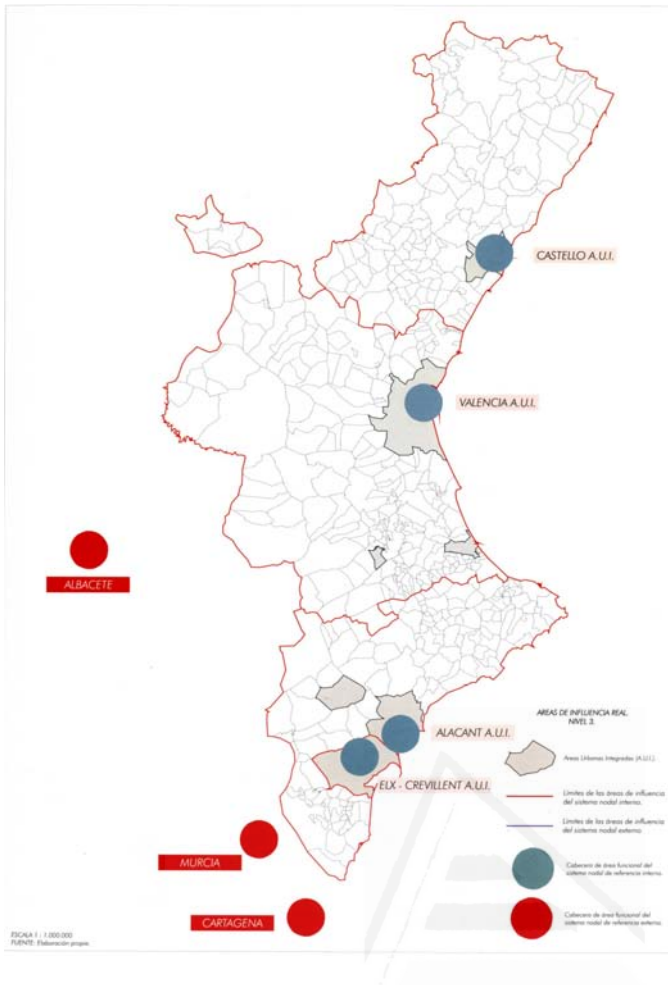 CASTELLO A.U.I.
VALENCIA A.U.I.
ALBACETE
AREAS DE INFLUENCIA REAL.
NIVEL 3.
ALACANT A.U.I.
Areas Urbanas Integradas (A.U.I.).
ELX - CREVILLENT A.U.I.
Límites de las áreas de influencia
del sistema nodal interno.
Límites de las áreas de influencia
del sistema nodal externo
MURCIA
Cabecera de área funcional del
sistema nodal de referencia interno.
CARTAGENA
Cabecera de área funcional del
sistema nodal de referencia externo.
ESCALA 1 : 1.000.000
FUENTE: Elaboración propia.